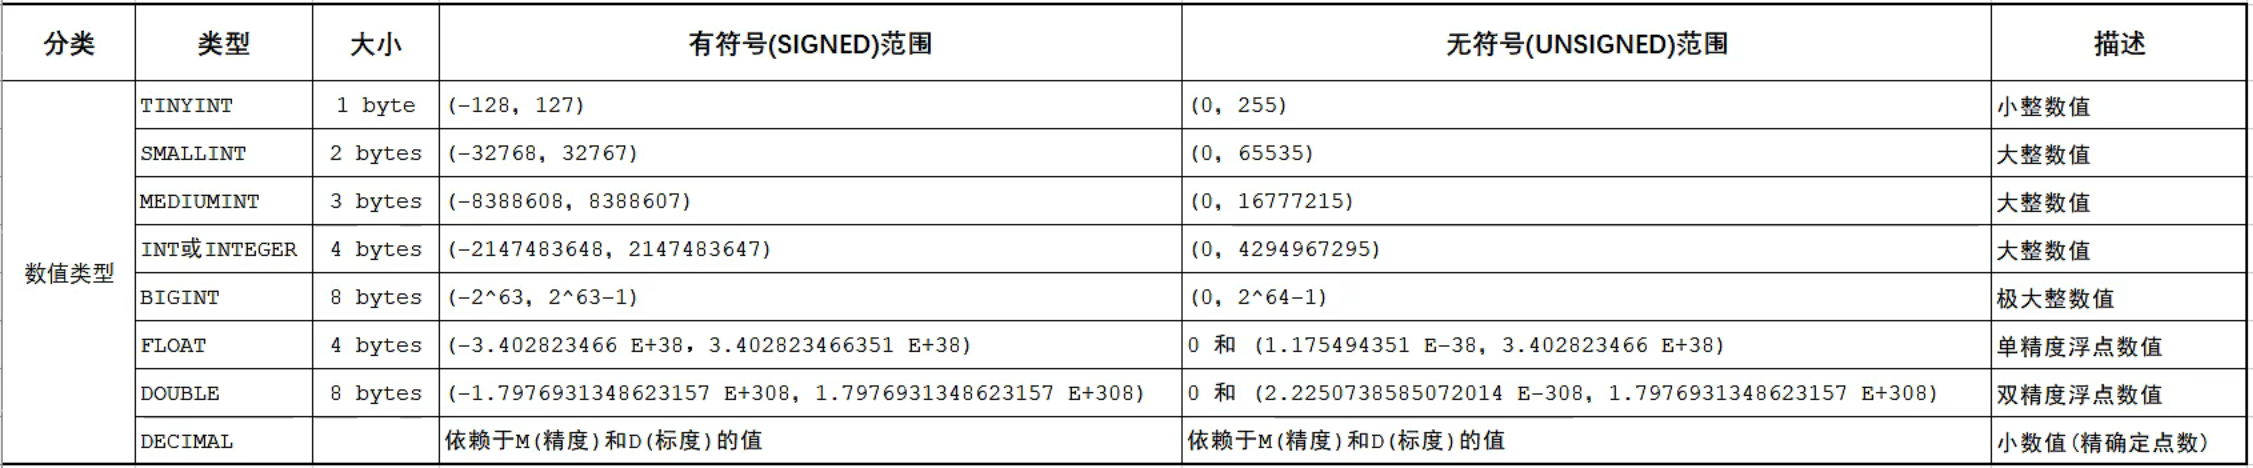 分类 类型 大小 有符号(SIGNED)范围 无符号(UNSIGNED)范围 描述
数值类型
TINYINT 1 byte (-128, 127) (0, 255) 小整数值
SMALLINT 2 bytes (-32768, 32767) (0, 65535) 大整数值
MEDIUMINT 3 bytes (-8388608, 8388607) (0, 16777215) 大整数值
INT或INTEGER 4 bytes (-2147483648, 2147483647) (0, 4294967295) 大整数值
BIGINT 8 bytes (-2^63, 2^63-1) (0, 2^64-1) 极大整数值
FLOAT 4 bytes (-3.402823466 E+38, 3.402823466351 E+38) 0 和 (1.175494351 E-38, 3.402823466 E+38) 单精度浮点数值
DOUBLE 8 bytes (-1.7976931348623157 E+308, 1.7976931348623157 E+308) 0 和 (2.2250738585072014 E-308, 1.7976931348623157 E+308) 双精度浮点数值
DECIMAL 依赖于M(精度)和D(标度)的值 依赖于M(精度)和D(标度)的值 小数值(精确定点数)